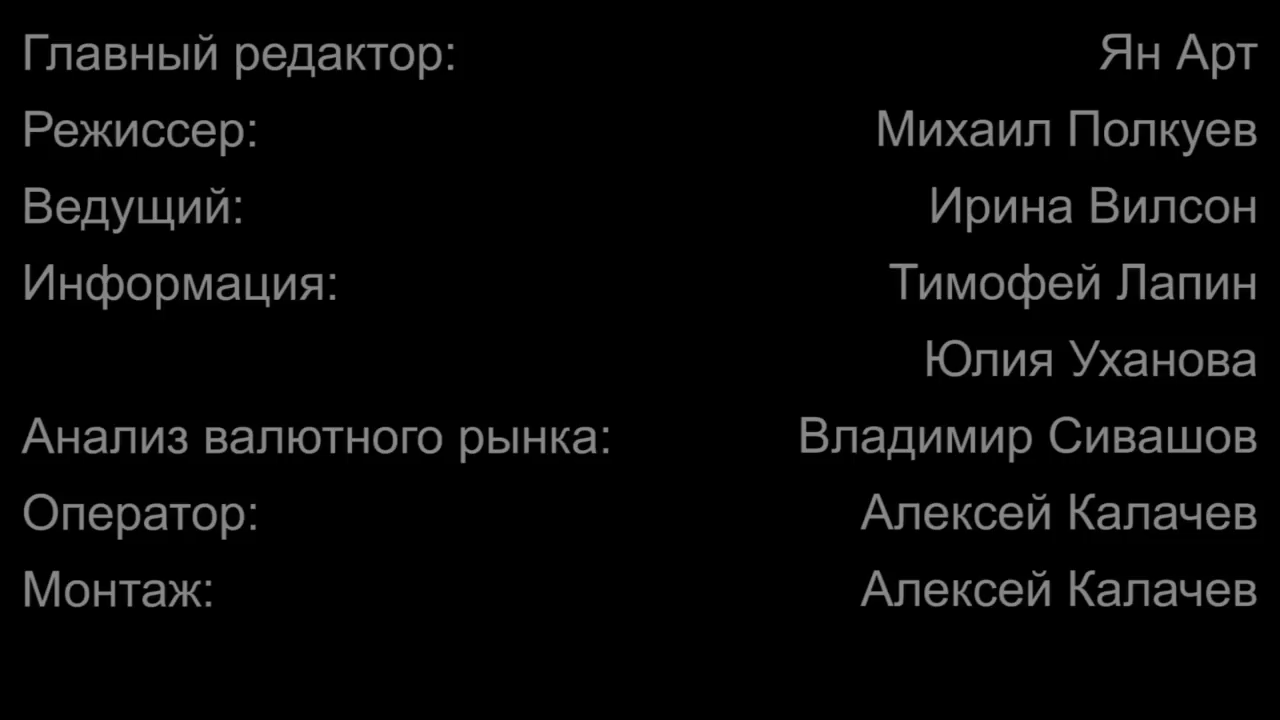 Главный редактор: Ян Арт
Режиссер: Михаил Полкуев
Ведущий: Ирина Вилсон
Информация: Тимофей Лапин
Юлия Уханова
Анализ валютного рынка: Владимир Сивашов
Оператор: Алексей Калачев
Монтаж: Алексей Калачев